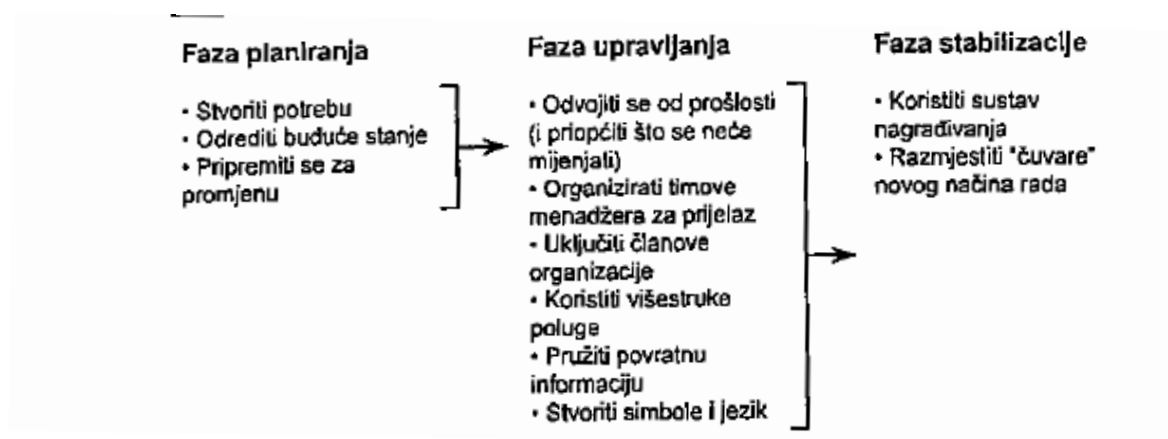 Faza planiranja
• Stvoriti potrebu
• Odrediti buduće stanje
• Pripremiti se za
promjenu
Faza upravljanja
• Odvojiti se od prošlosti
(i priopćiti što se neće
mijenjati)
• Organizirati timove
menadžera za prijelaz
• Uključiti članove
organizacije
• Koristiti višestruke
poluge
• Pružiti povratnu
informaciju
• Stvoriti simbole i jezik
Faza stabilizacije
• Koristiti sustav
nagrađivanja
• Razmjestiti "čuvare"
novog načina rada